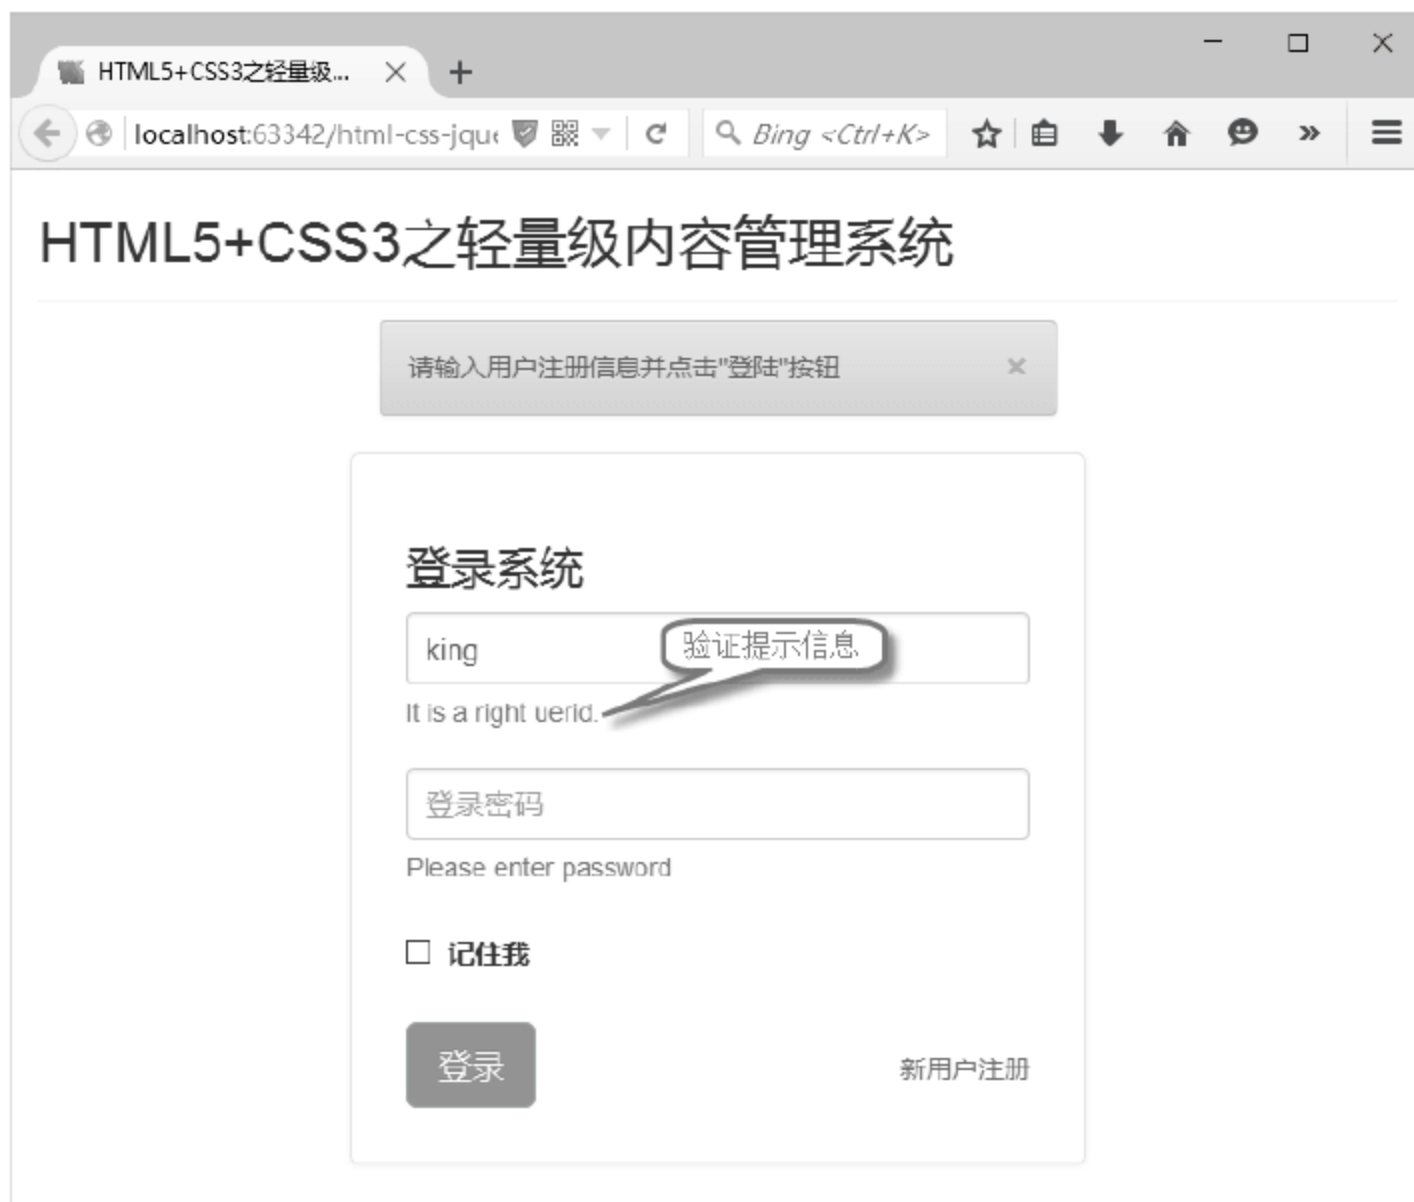 HTML5+CSS3之轻量级...
localhost:63342/html-css-jque
Bing <Ctrl+K>
HTML5+CSS3之轻量级内容管理系统
请输入用户注册信息并点击"登陆"按钮
登录系统
king
验证提示信息
It is a right uerid.
登录密码
Please enter password
记住我
登录
新用户注册